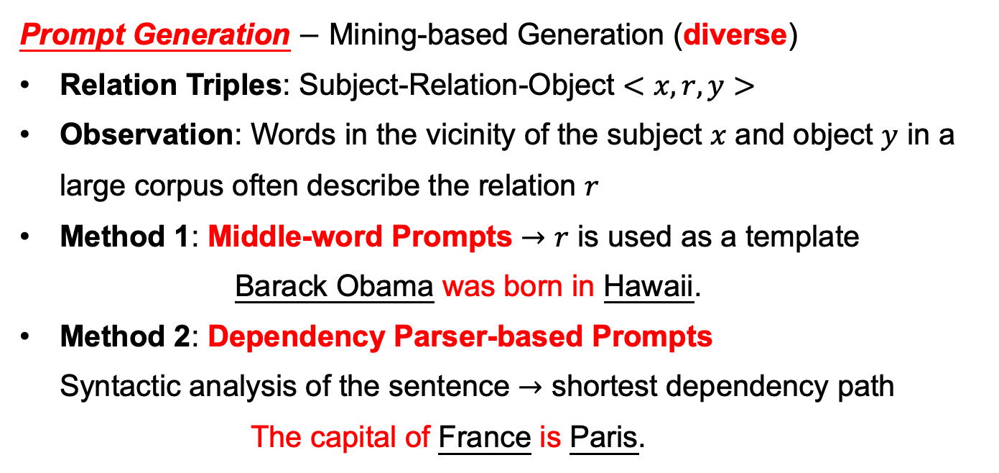 Prompt Generation – Mining-based Generation (diverse)
• Relation Triples: Subject-Relation-Object < x, r, y >
• Observation: Words in the vicinity of the subject x and object y in a
large corpus often describe the relation r
• Method 1: Middle-word Prompts → r is used as a template
Barack Obama was born in Hawaii.
• Method 2: Dependency Parser-based Prompts
Syntactic analysis of the sentence → shortest dependency path
The capital of France is Paris.